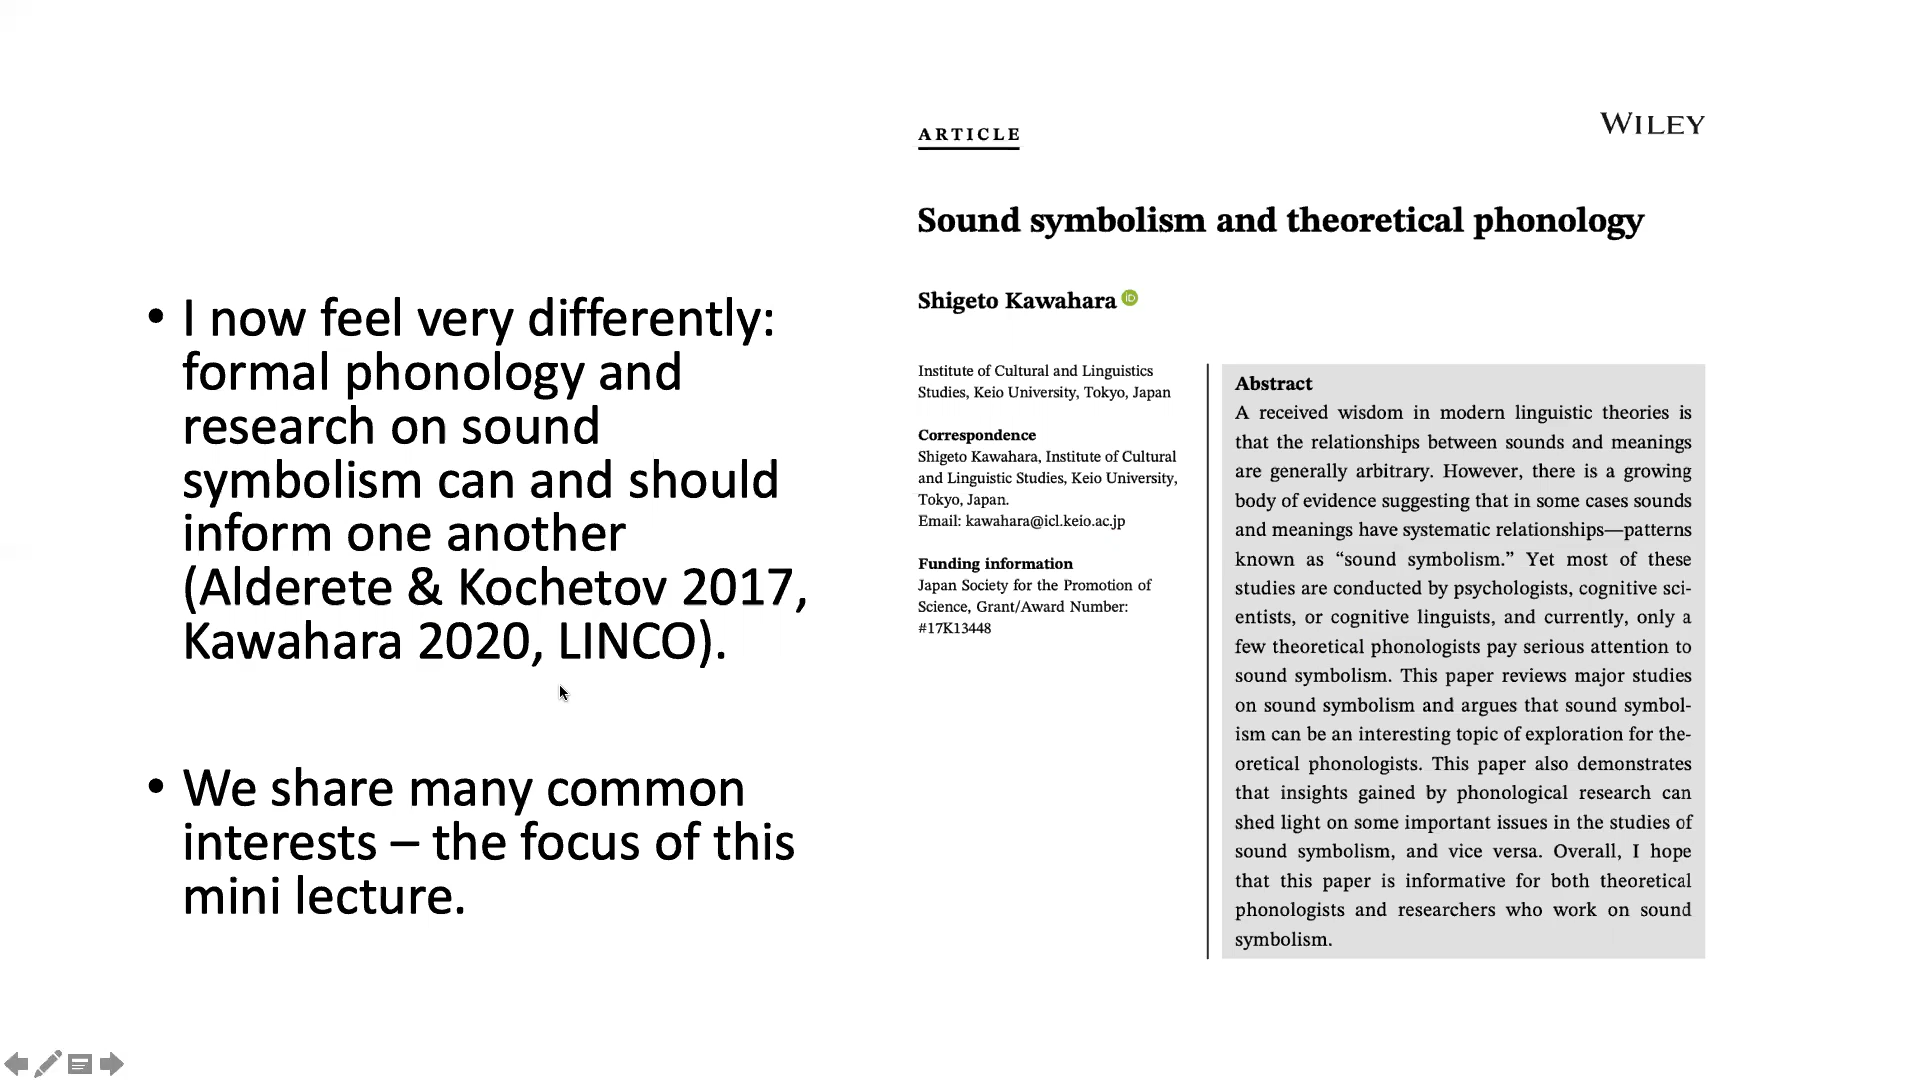 • I now feel very differently:
formal phonology and
research on sound
symbolism can and should
inform one another
(Alderete & Kochetov 2017,
Kawahara 2020, LINCO).
• We share many common
interests – the focus of this
mini lecture.
ARTICLE
WILEY
Sound symbolism and theoretical phonology
Shigeto Kawahara iD
Institute of Cultural and Linguistics
Studies, Keio University, Tokyo, Japan
Correspondence
Shigeto Kawahara, Institute of Cultural
and Linguistic Studies, Keio University,
Tokyo, Japan.
Email: kawahara@icl.keio.ac.jp
Funding information
Japan Society for the Promotion of
Science, Grant/Award Number:
#17K13448
Abstract
A received wisdom in modern linguistic theories is
that the relationships between sounds and meanings
are generally arbitrary. However, there is a growing
body of evidence suggesting that in some cases sounds
and meanings have systematic relationships—patterns
known as “sound symbolism.” Yet most of these
studies are conducted by psychologists, cognitive sci-
entists, or cognitive linguists, and currently, only a
few theoretical phonologists pay serious attention to
sound symbolism. This paper reviews major studies
on sound symbolism and argues that sound symbol-
ism can be an interesting topic of exploration for the-
oretical phonologists. This paper also demonstrates
that insights gained by phonological research can
shed light on some important issues in the studies of
sound symbolism, and vice versa. Overall, I hope
that this paper is informative for both theoretical
phonologists and researchers who work on sound
symbolism.